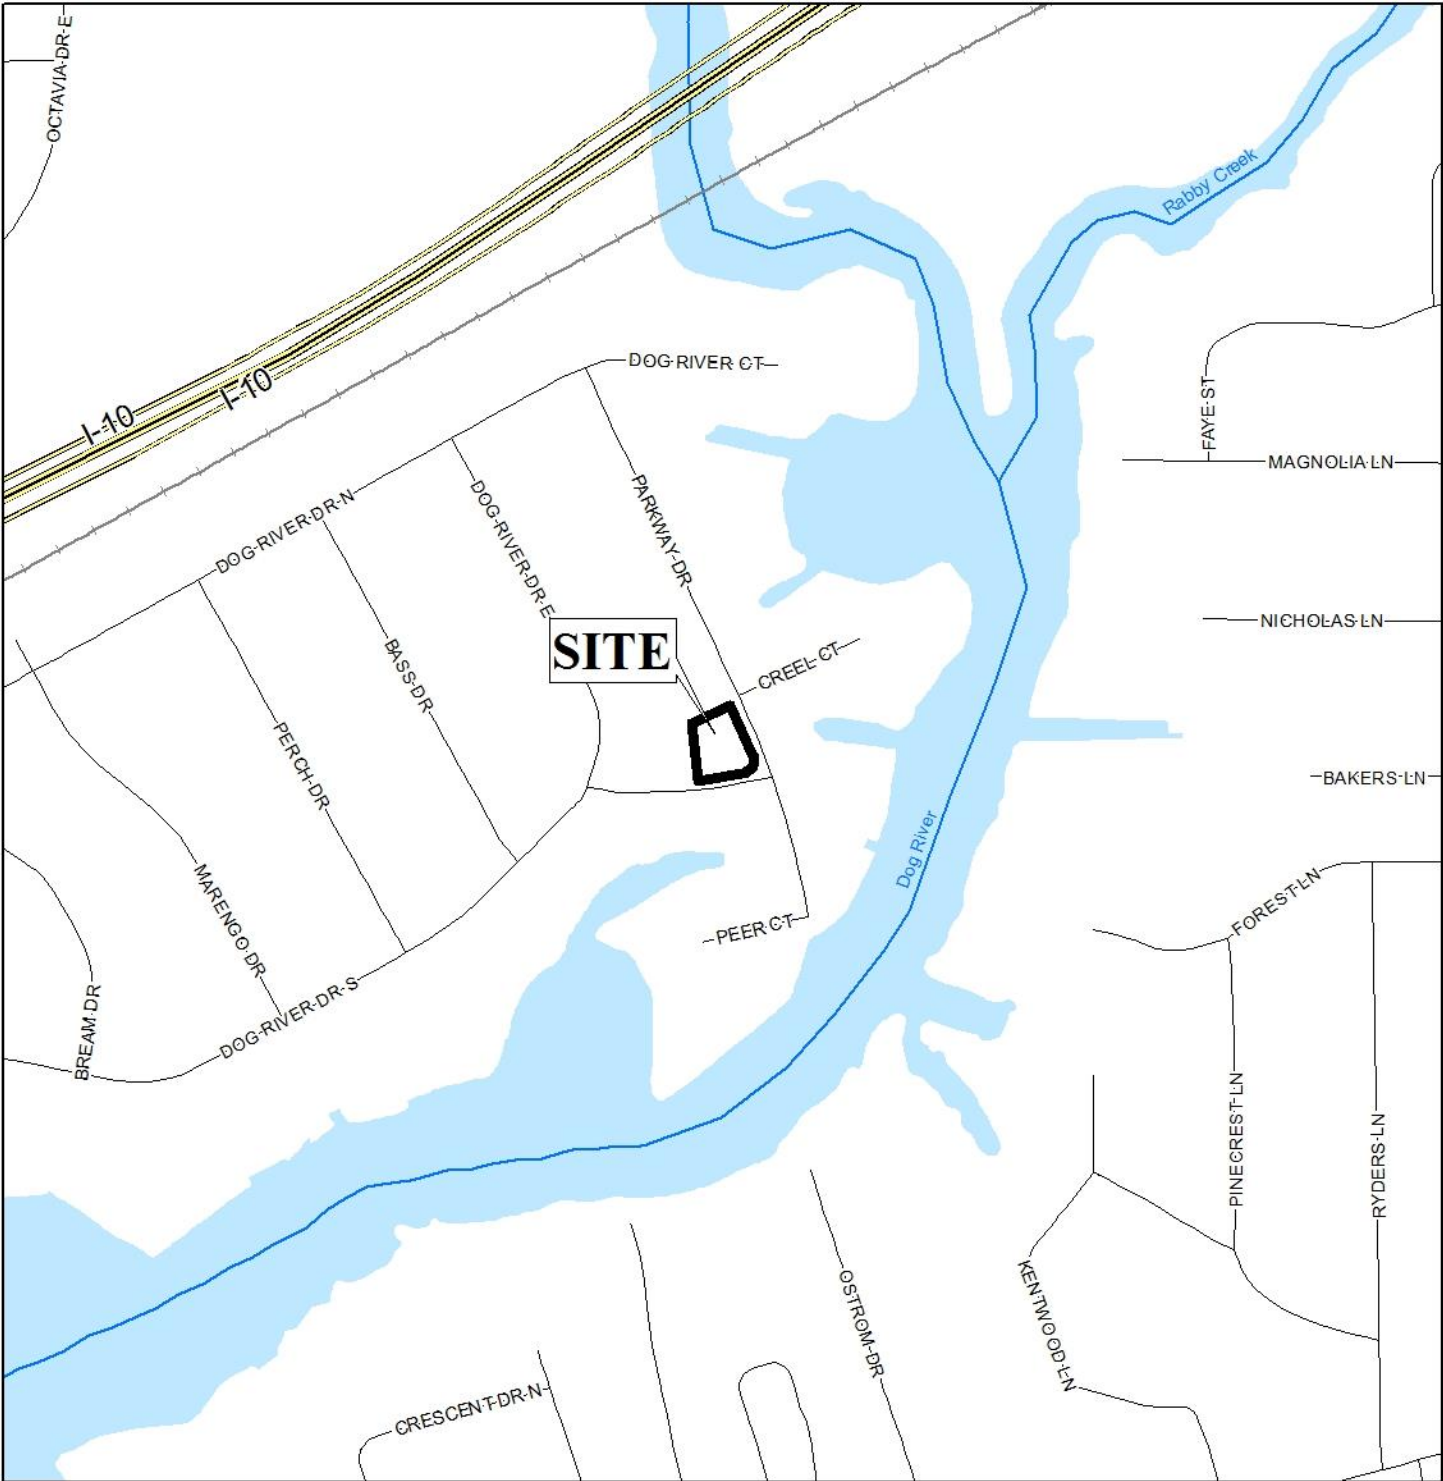 OCTAVIA DR E
Rabby Creek
DOG RIVER CT
I-10
I-10
FAYE ST
MAGNOLIA LN
DOG RIVER DR N
DOG RIVER DR E
PARKWAY DR
NICHOLAS LN
SITE
CREEL CT
BASS DR
PERCH DR
BAKERS LN
Dog River
MARENGO DR
FOREST LN
PEER CT
DOG RIVER DR S
BREAM DR
PINECREST LN
RYDERS LN
KENTWOOD LN
OSTROM DR
CRESCENT DR N